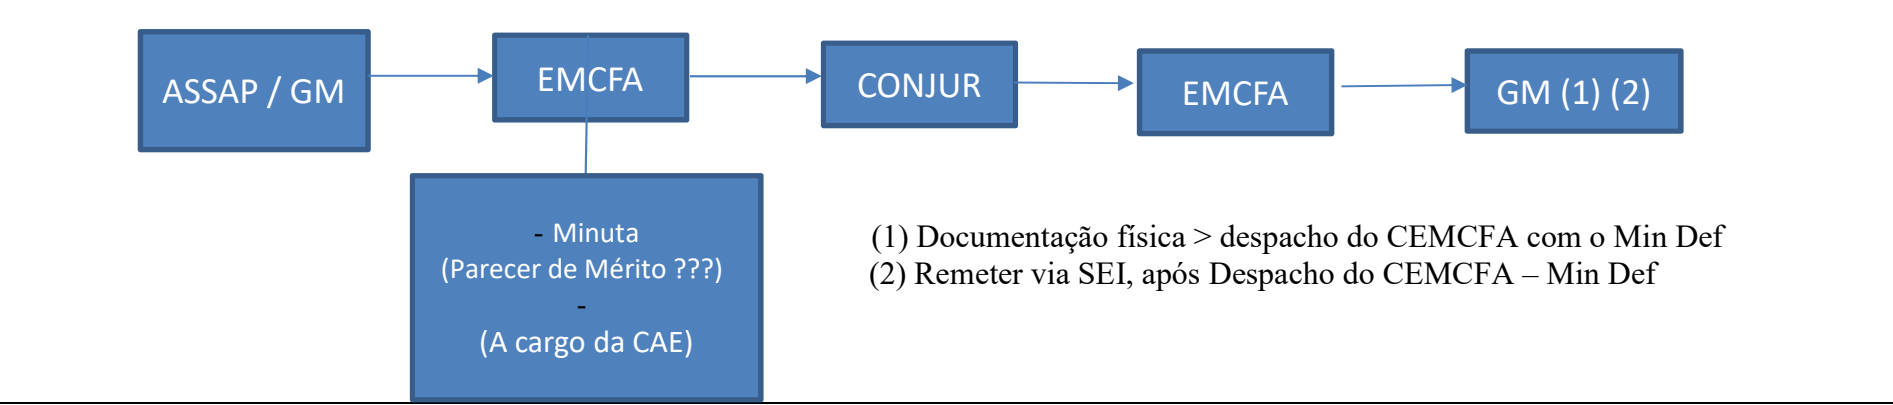 ASSAP / GM
EMCFA
CONJUR
EMCFA
GM (1) (2)
- Minuta
(Parecer de Mérito ???)
-
(A cargo da CAE)
(1) Documentação física > despacho do CEMCFA com o Min Def
(2) Remeter via SEI, após Despacho do CEMCFA – Min Def